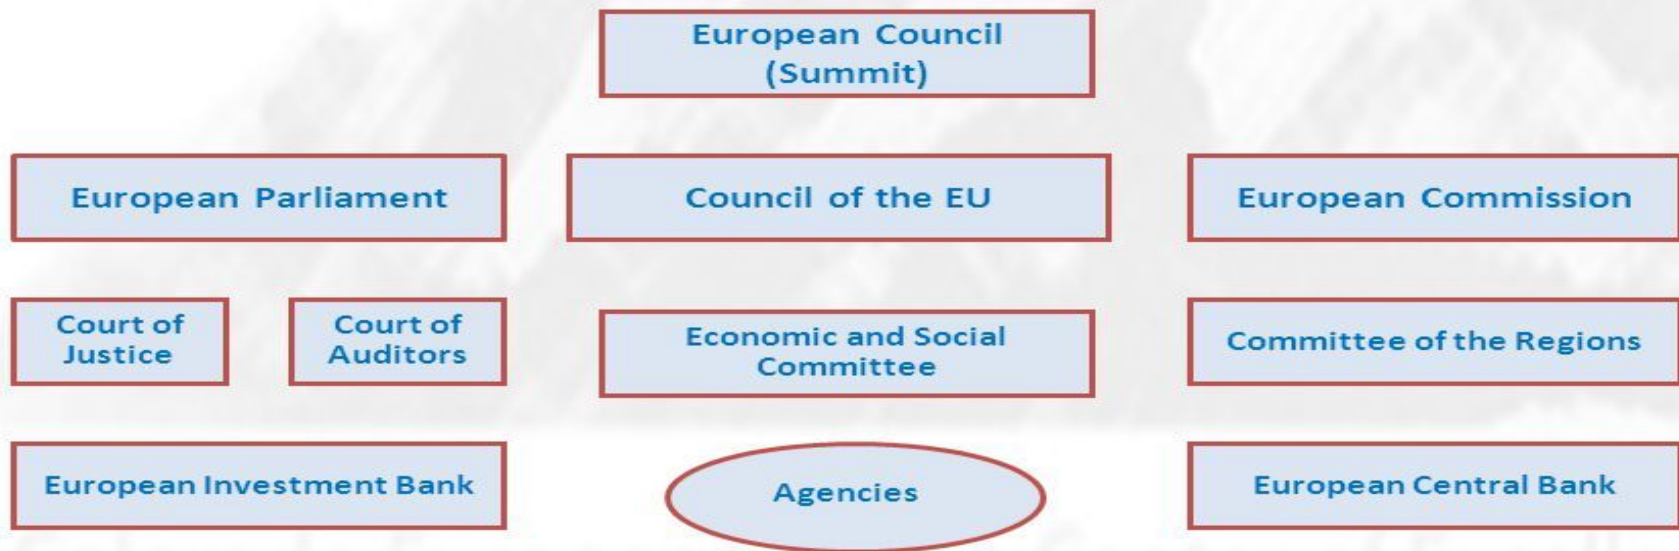 European Council
(Summit)
European Parliament
Council of the EU
European Commission
Court of
Justice
Court of
Auditors
Economic and Social
Committee
Committee of the Regions
European Investment Bank
Agencies
European Central Bank